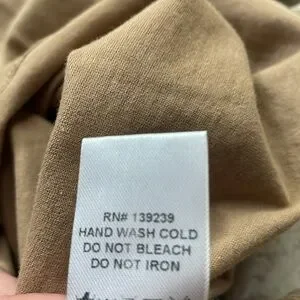 RN# 139239
HAND WASH COLD
DO NOT BLEACH
DO NOT IRON